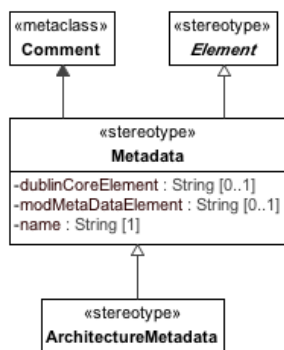 «metaclass»
Comment
«stereotype»
Element
«stereotype»
Metadata
-dublinCoreElement : String [0..1]
-modMetaDataElement : String [0..1]
-name : String [1]
«stereotype»
ArchitectureMetadata